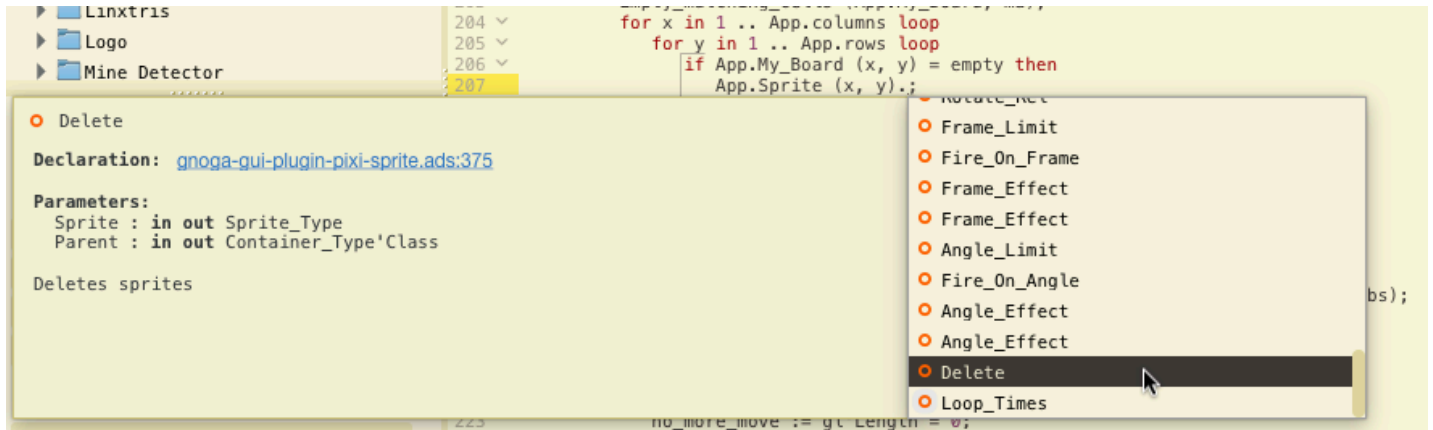 Linxtris
Logo
Mine Detector
204 for x in 1 .. App.columns loop
205 for y in 1 .. App.rows loop
206 if App.My_Board (x, y) = empty then
207 App.Sprite (x, y).;
Delete
Declaration: gnoga-gui-plugin-pixi-sprite.ads:375
Parameters:
Sprite : in out Sprite_Type
Parent : in out Container_Type'Class
Deletes sprites
Frame_Limit
Fire_On_Frame
Frame_Effect
Frame_Effect
Angle_Limit
Fire_On_Angle
Angle_Effect
Angle_Effect
Delete
Loop_Times
bs);
223 no_more_move :=